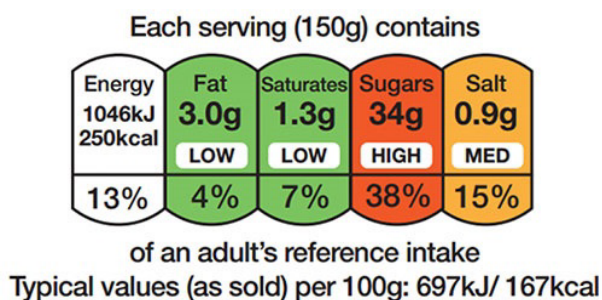 Each serving (150g) contains
Energy Fat Saturates Sugars Salt
1046kJ 3.0g 1.3g 34g 0.9g
250kcal
LOW LOW HIGH MED
13% 4% 7% 38% 15%
of an adult's reference intake
Typical values (as sold) per 100g: 697kJ/ 167kcal